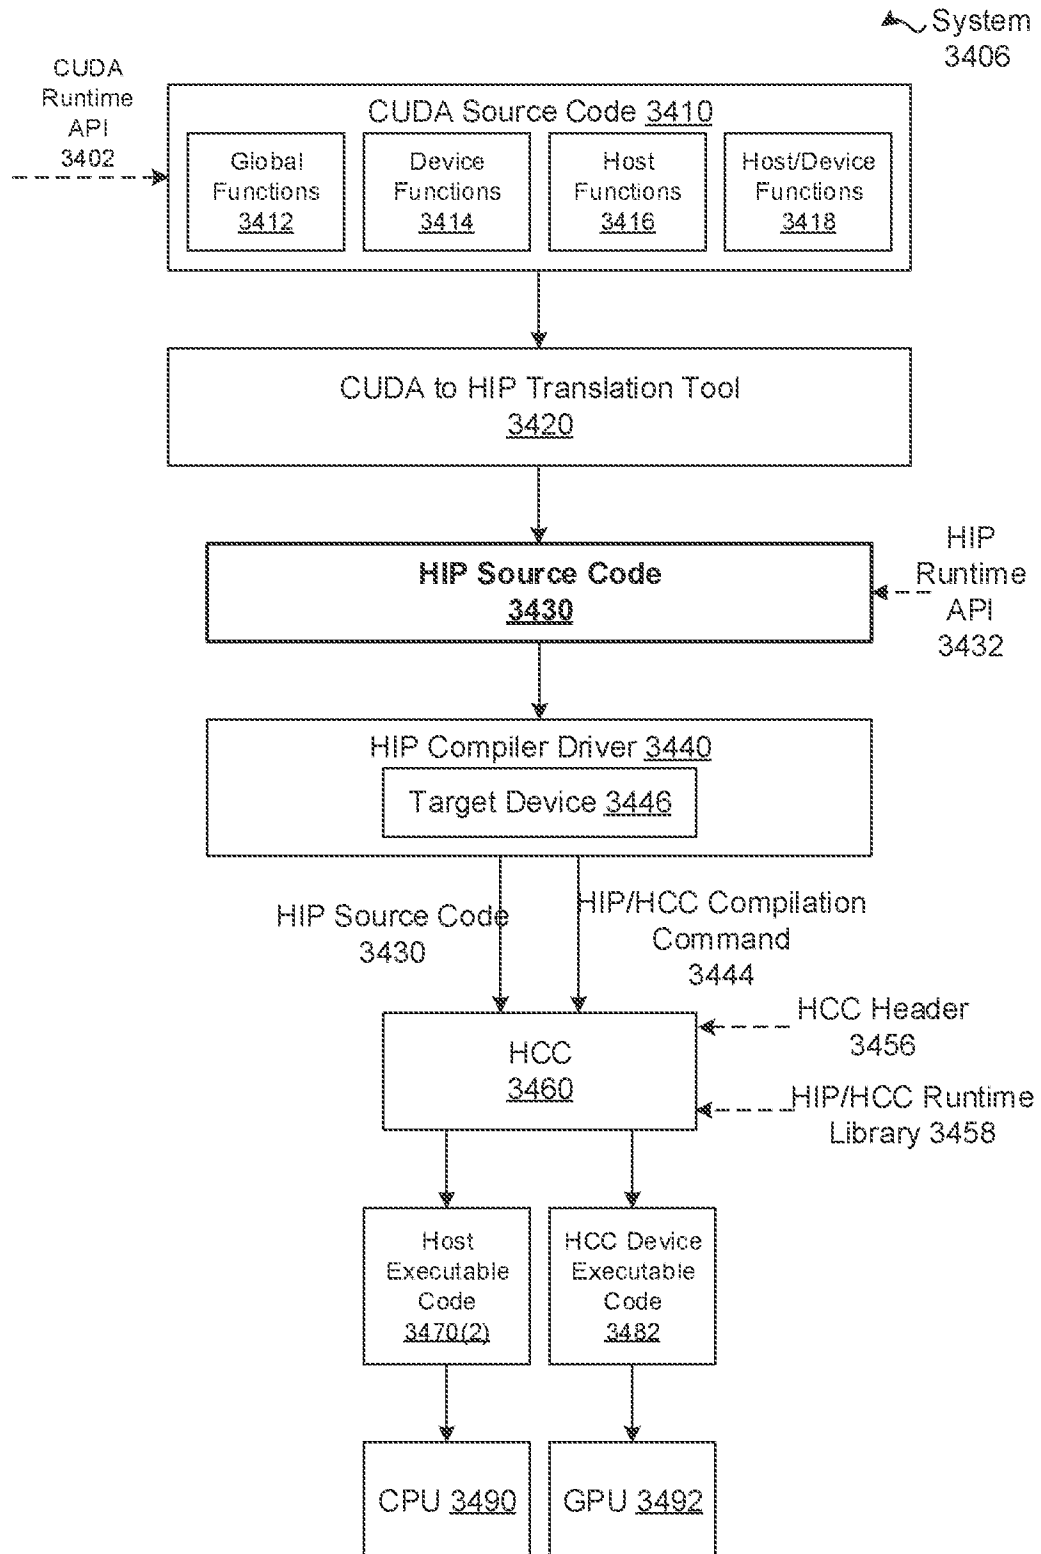 System
3406
CUDA
Runtime
API
3402
CUDA Source Code 3410
Global
Functions
3412
Device
Functions
3414
Host
Functions
3416
Host/Device
Functions
3418
CUDA to HIP Translation Tool
3420
HIP Source Code
3430
HIP
Runtime
API
3432
HIP Compiler Driver 3440
Target Device 3446
HIP Source Code
3430
HIP/HCC Compilation
Command
3444
HCC
3460
HCC Header
3456
HIP/HCC Runtime
Library 3458
Host
Executable
Code
3470(2)
HCC Device
Executable
Code
3482
CPU 3490
GPU 3492